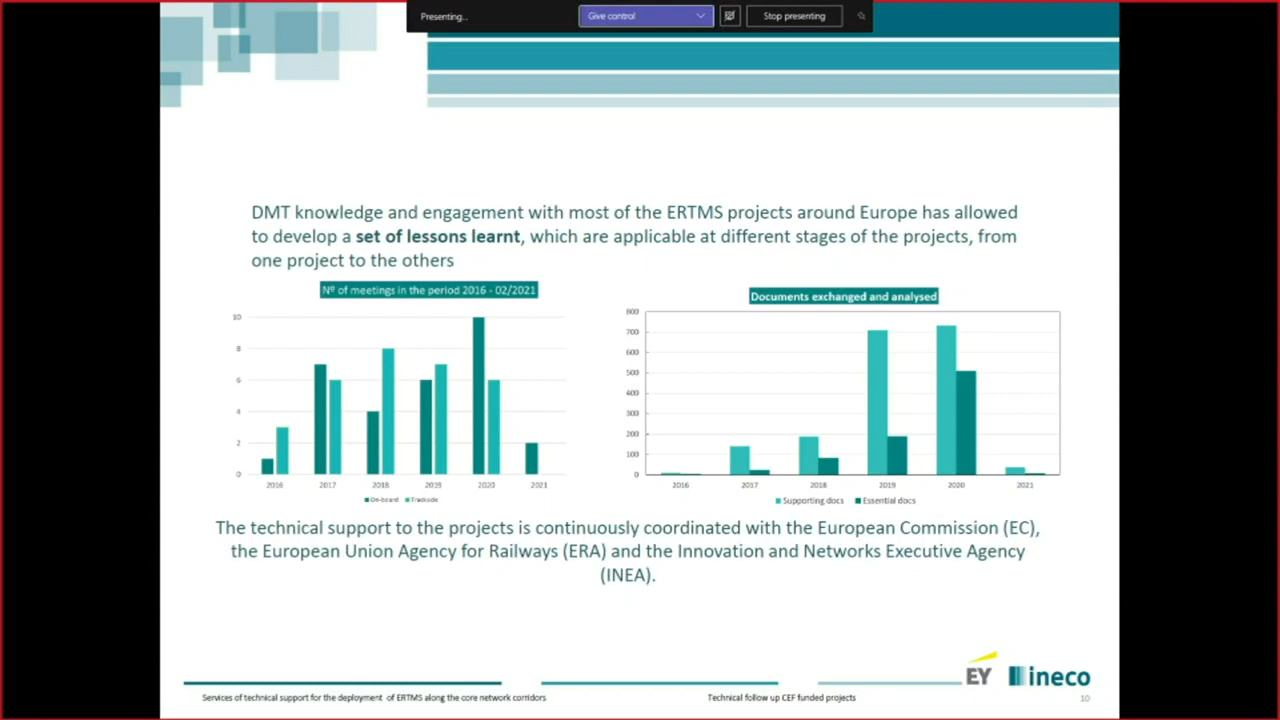 Presenting...
Give control
Stop presenting
DMT knowledge and engagement with most of the ERTMS projects around Europe has allowed
to develop a set of lessons learnt, which are applicable at different stages of the projects, from
one project to the others
Nº of meetings in the period 2016 - 02/2021
10
8
6
4
2
0
2016 2017 2018 2019 2020 2021
On-board Trackside
Documents exchanged and analysed
800
700
600
500
400
300
200
100
0
2016 2017 2018 2019 2020 2021
Supporting docs Essential docs
The technical support to the projects is continuously coordinated with the European Commission (EC),
the European Union Agency for Railways (ERA) and the Innovation and Networks Executive Agency
(INEA).
EY ineco
Services of technical support for the deployment of ERTMS along the core network corridors
Technical follow up CEF funded projects
10